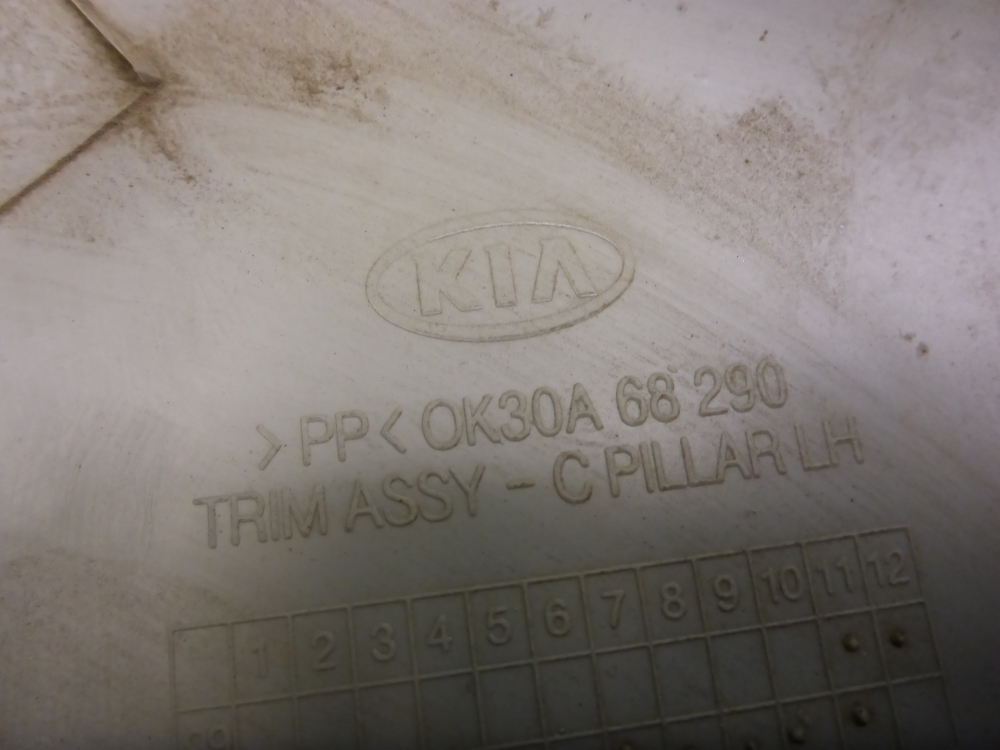 KIA
>PP< OK30A 68 290
TRIM ASSY - C PILLAR LH
1 2 3 4 5 6 7 8 9 10 11 12